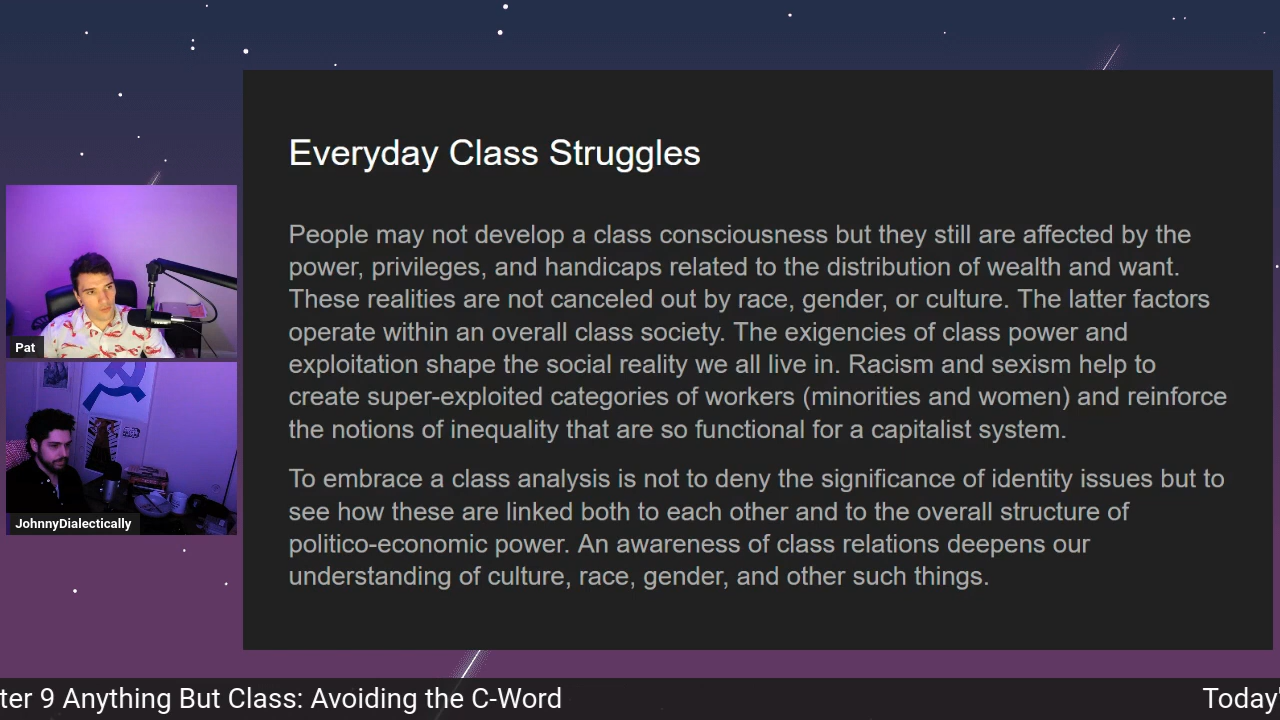 Everyday Class Struggles
People may not develop a class consciousness but they still are affected by the
power, privileges, and handicaps related to the distribution of wealth and want.
These realities are not canceled out by race, gender, or culture. The latter factors
operate within an overall class society. The exigencies of class power and
exploitation shape the social reality we all live in. Racism and sexism help to
create super-exploited categories of workers (minorities and women) and reinforce
the notions of inequality that are so functional for a capitalist system.
To embrace a class analysis is not to deny the significance of identity issues but to
see how these are linked both to each other and to the overall structure of
politico-economic power. An awareness of class relations deepens our
understanding of culture, race, gender, and other such things.
Pat
JohnnyDialectically
ter 9 Anything But Class: Avoiding the C-Word
Today'